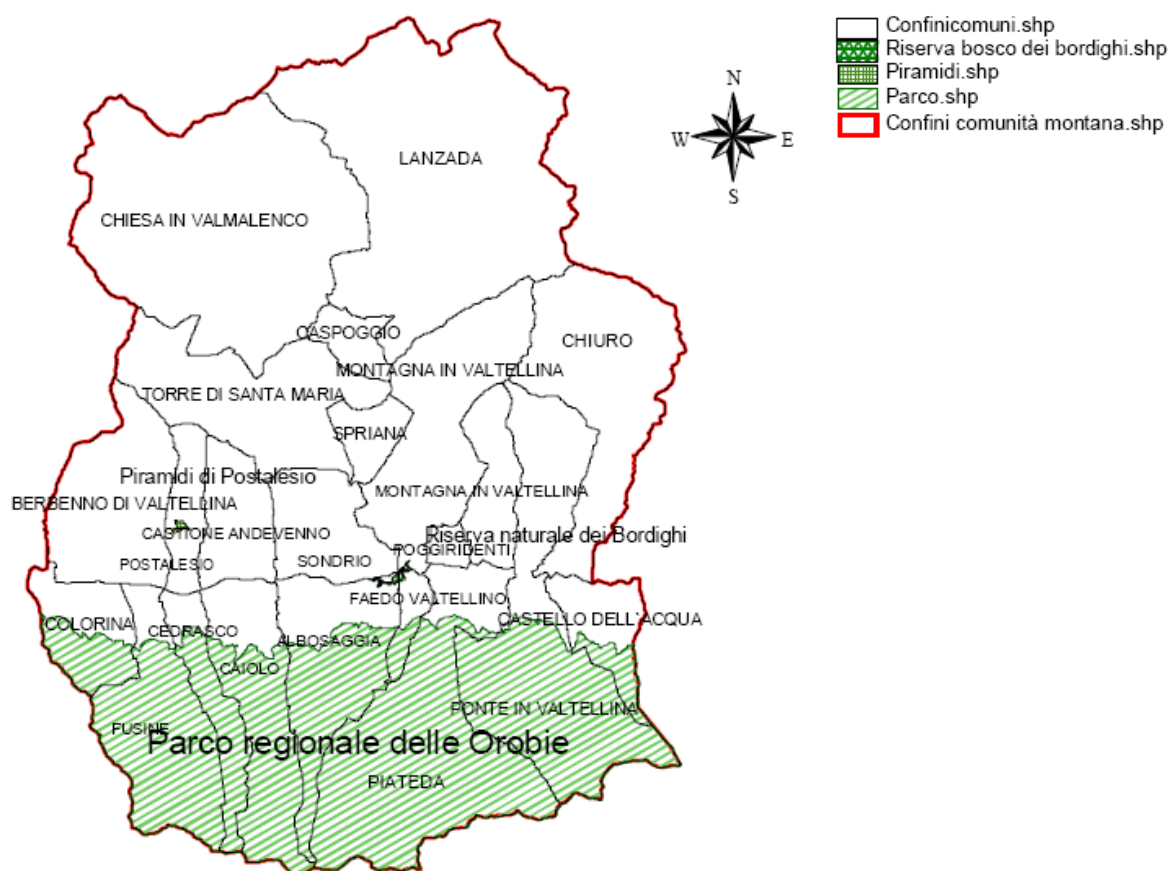 Confinicomuni.shp
Riserva bosco dei bordighi.shp
Piramidi.shp
Parco.shp
Confini comunità montana.shp
N
W
E
S
LANZADA
CHIESA IN VALMALENCO
CASPOGGIO
CHIURO
MONTAGNA IN VALTELLINA
TORRE DI SANTA MARIA
SPRIANA
Piramidi di Postalesio
MONTAGNA IN VALTELLINA
BERBENNO DI VALTELLINA
CASTIONE ANDEVENNO
Riserva naturale dei Bordighi
POGGIRIDENTI
POSTALESIO
SONDRIO
FAEDO VALTELLINO
CASTELLO DELL'ACQUA
COLORINA
CEDRASCO
ALBOSAGGIA
CAIOLO
PONTE IN VALTELLINA
FUSINE
Parco regionale delle Orobie
PIATEDA